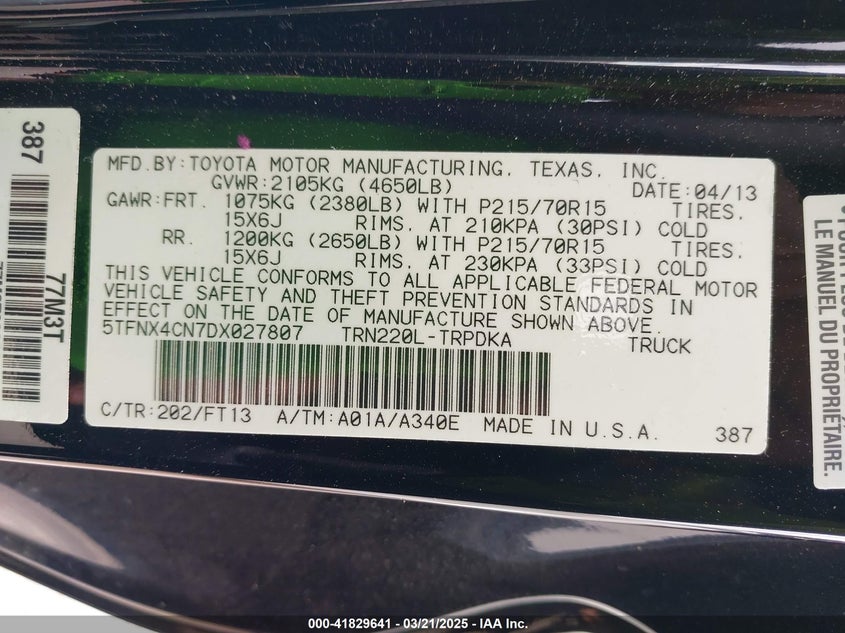 387
77M3T
MFD.BY:TOYOTA MOTOR MANUFACTURING, TEXAS, INC.
GVWR:2105KG (4650LB) DATE:04/13
GAWR:FRT. 1075KG (2380LB) WITH P215/70R15 TIRES.
15X6J RIMS, AT 210KPA (30PSI) COLD
RR. 1200KG (2650LB) WITH P215/70R15 TIRES.
15X6J RIMS, AT 230KPA (33PSI) COLD
THIS VEHICLE CONFORMS TO ALL APPLICABLE FEDERAL MOTOR
VEHICLE SAFETY AND THEFT PREVENTION STANDARDS IN
EFFECT ON THE DATE OF MANUFACTURE SHOWN ABOVE.
5TFNX4CN7DX027807 TRN220L-TRPDKA TRUCK
C/TR:202/FT13 A/TM:A01A/A340E MADE IN U.S.A. 387
LE MANUEL DU PROPRIÉTAIRE.
000-41829641 - 03/21/2025 - IAA Inc.